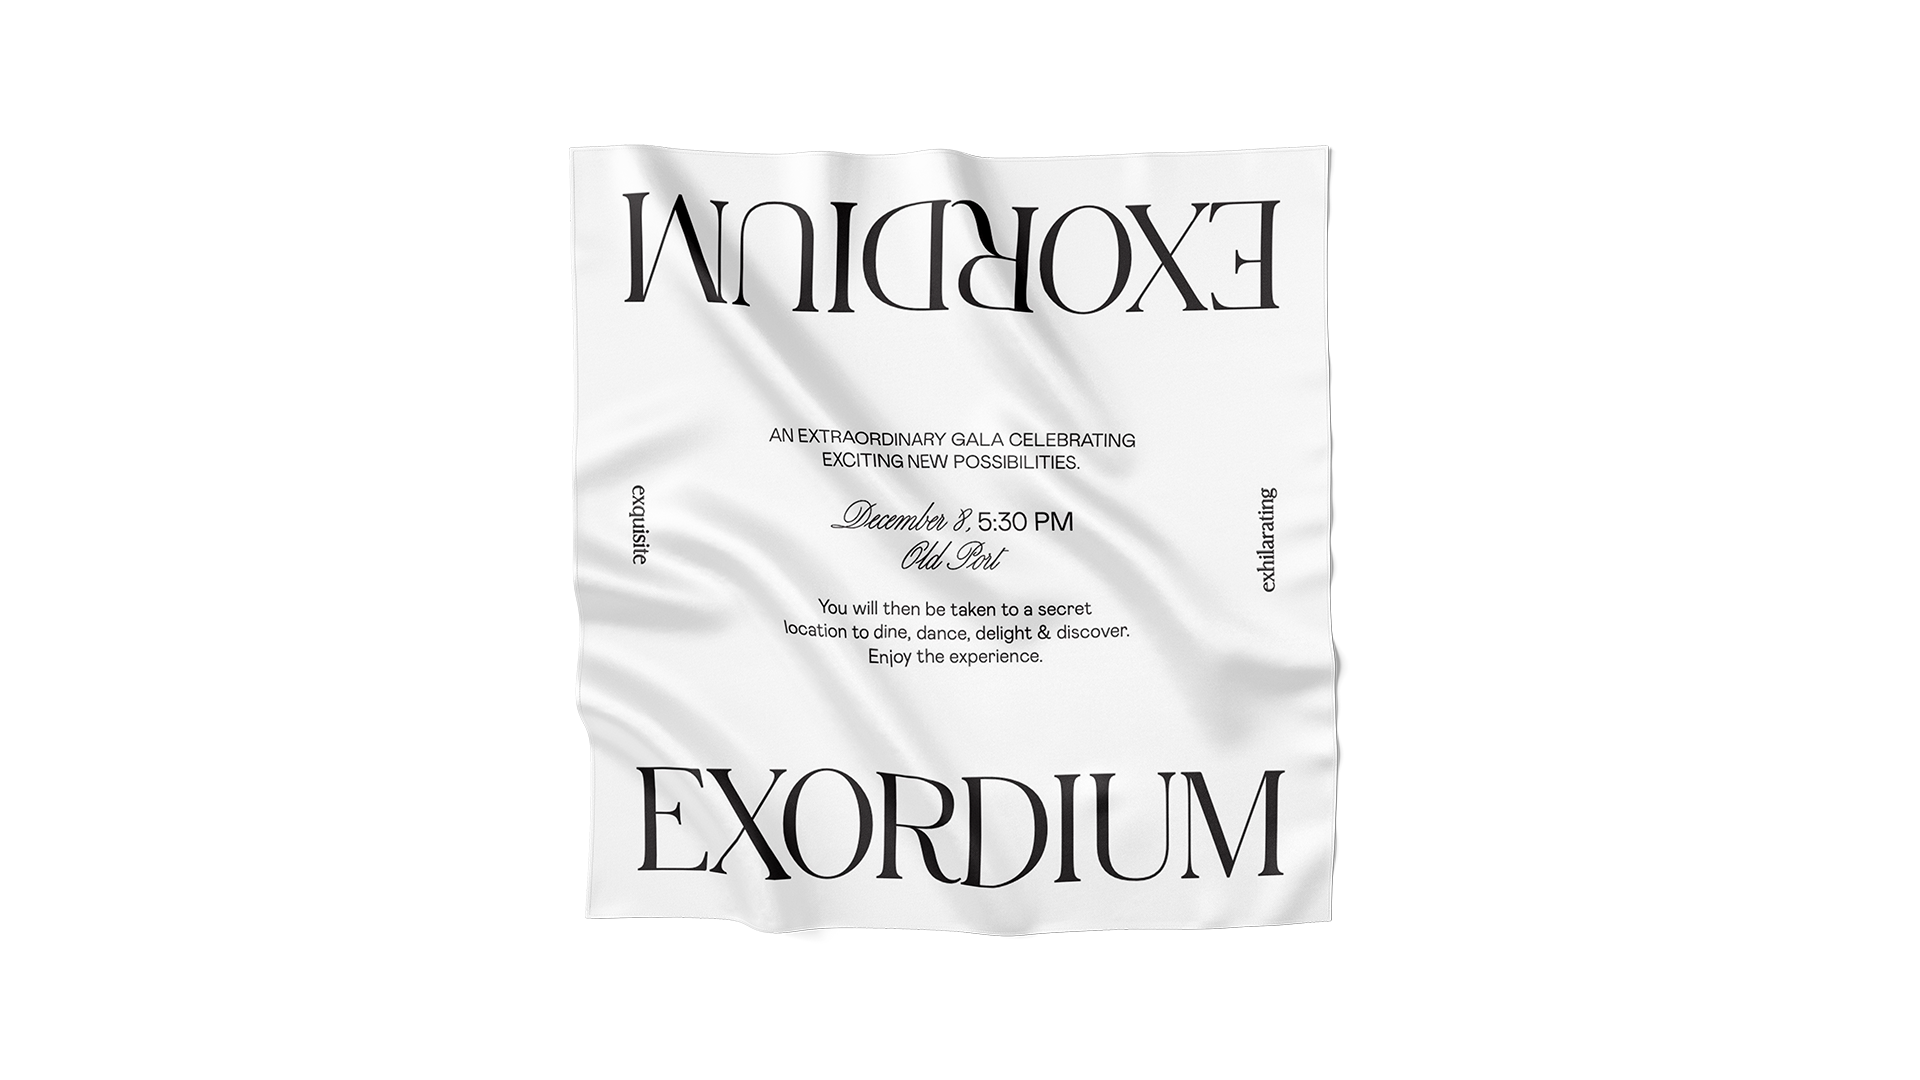 EXORDIUM
AN EXTRAORDINARY GALA CELEBRATING
EXCITING NEW POSSIBILITIES.
exquisite
exhilarating
December 8, 5:30 PM
Old Port
You will then be taken to a secret
location to dine, dance, delight & discover.
Enjoy the experience.
EXORDIUM